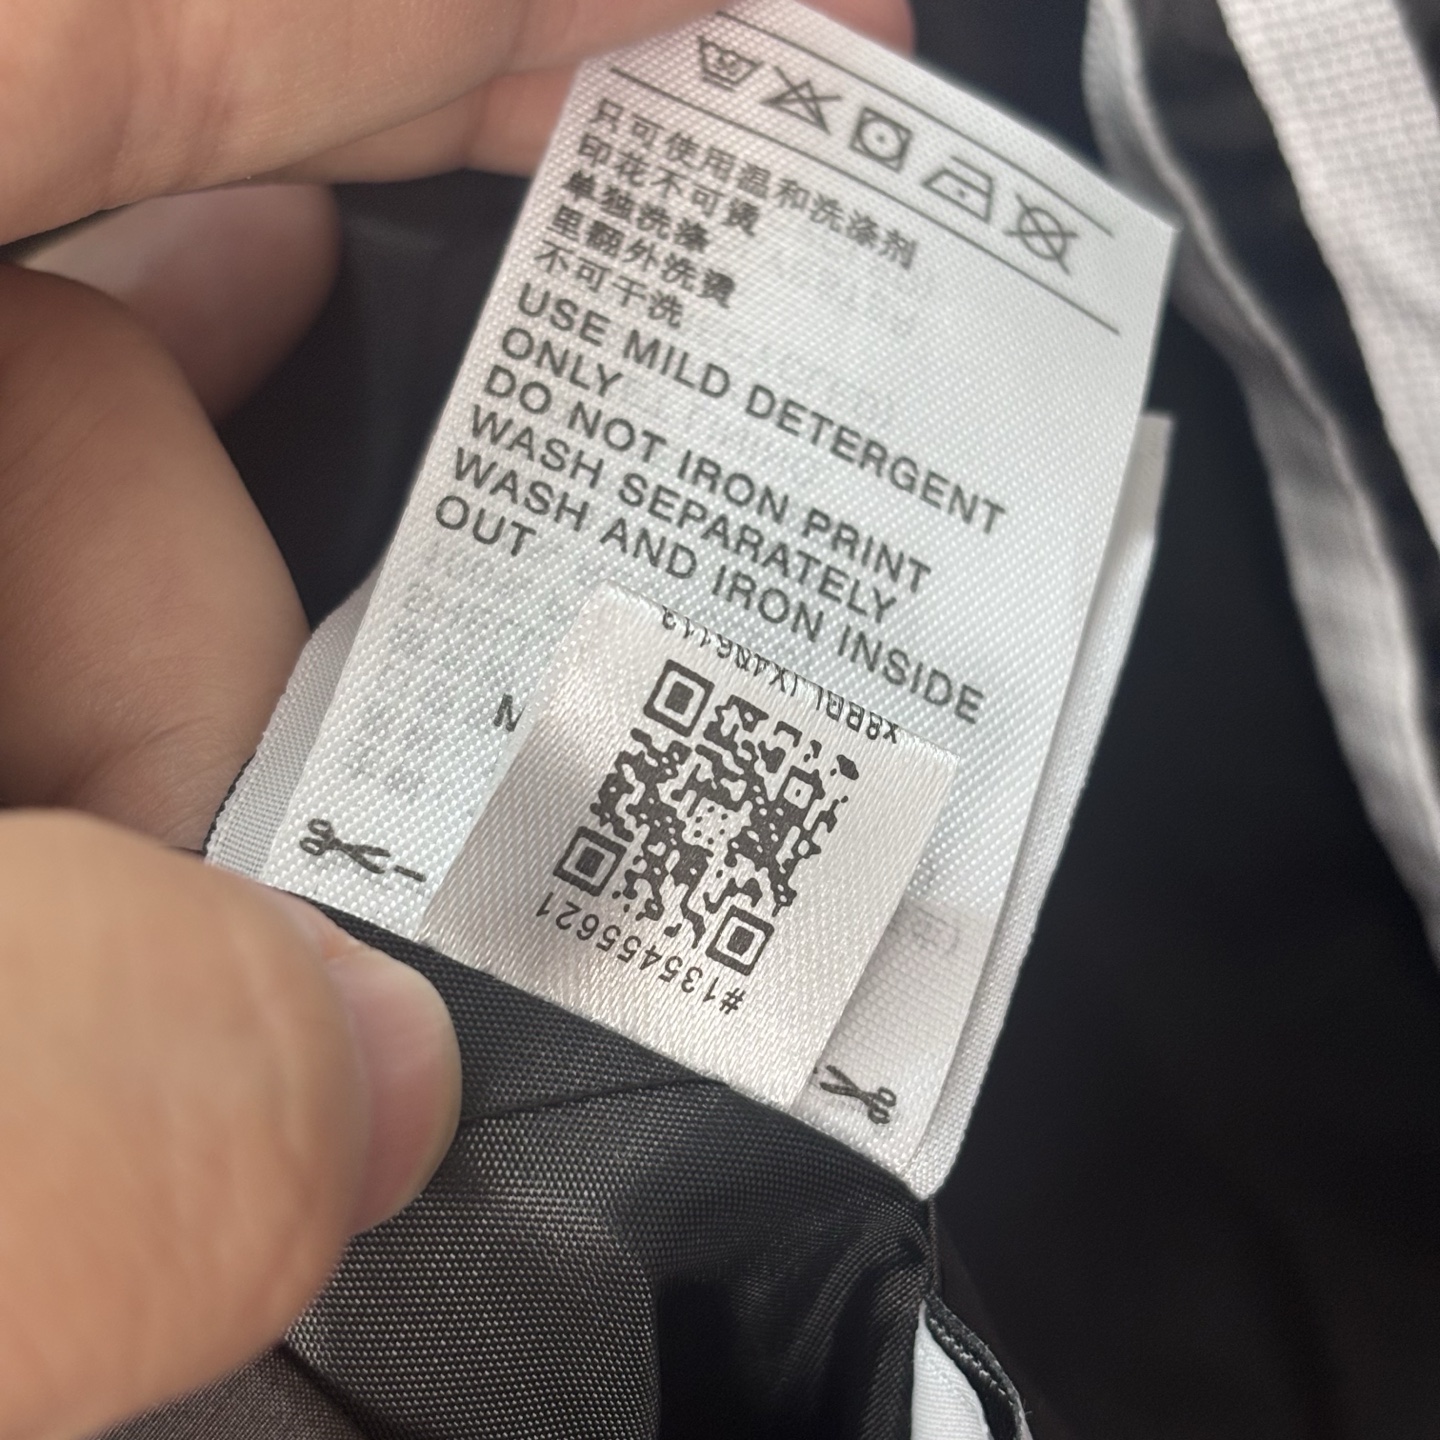 只可使用温和洗涤剂
印花不可烫
单独洗涤
里翻外洗烫
不可干洗
USE MILD DETERGENT
ONLY
DO NOT IRON PRINT
WASH SEPARATELY
WASH AND IRON INSIDE
OUT
#135455621